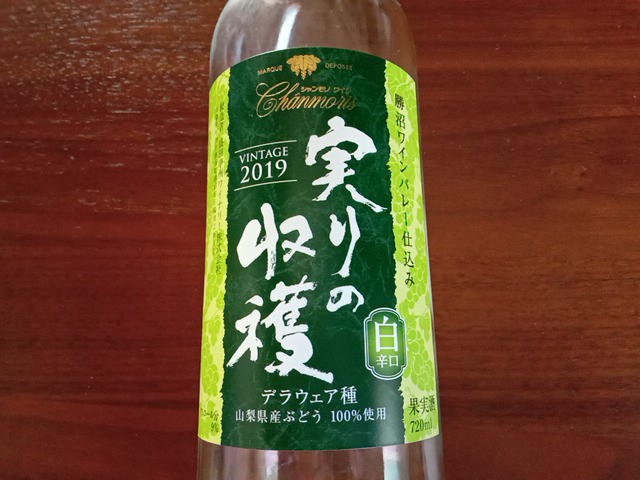 MARQUE DEPOSEE
シャンモリ ワイン
Chanmoris
VINTAGE
2019
実りの
収穫
勝沼ワインバレー仕込み
白
辛口
デラウェア種
山梨県産ぶどう 100%使用
果実酒
720ml
9%